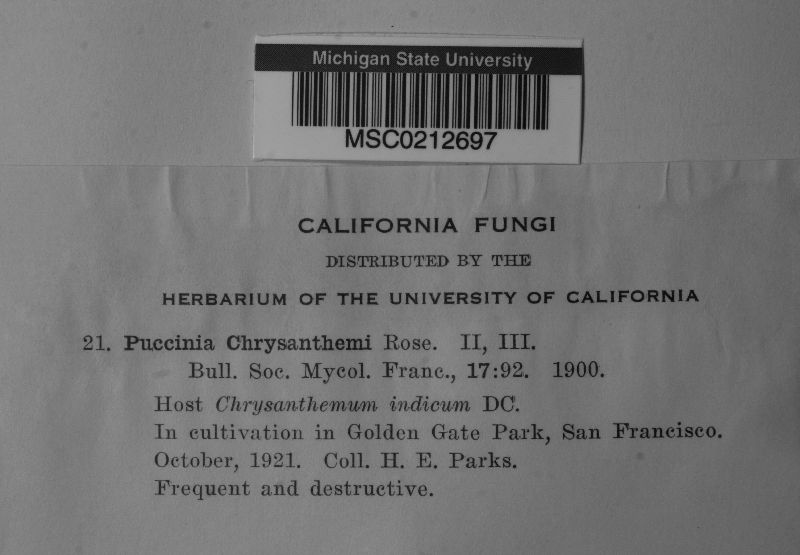 Michigan State University
MSC0212697
CALIFORNIA FUNGI
DISTRIBUTED BY THE
HERBARIUM OF THE UNIVERSITY OF CALIFORNIA
21. Puccinia Chrysanthemi Rose. II, III.
Bull. Soc. Mycol. Franc., 17:92. 1900.
Host Chrysanthemum indicum DC.
In cultivation in Golden Gate Park, San Francisco.
October, 1921. Coll. H. E. Parks.
Frequent and destructive.